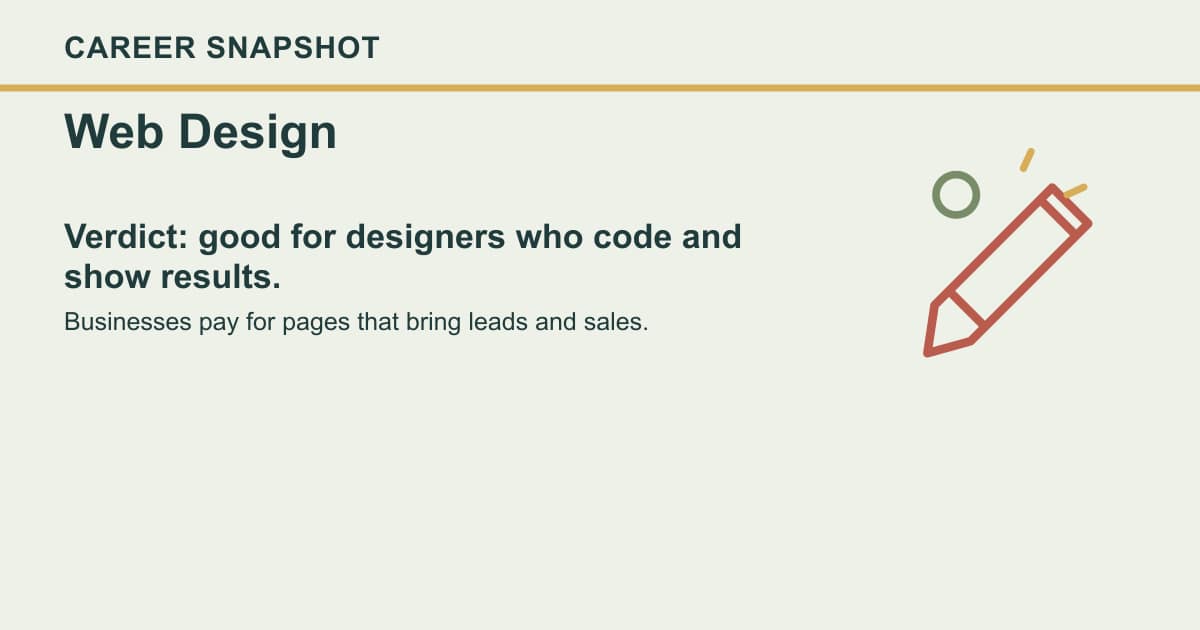 CAREER SNAPSHOT
Web Design
Verdict: good for designers who code and
show results.
Businesses pay for pages that bring leads and sales.